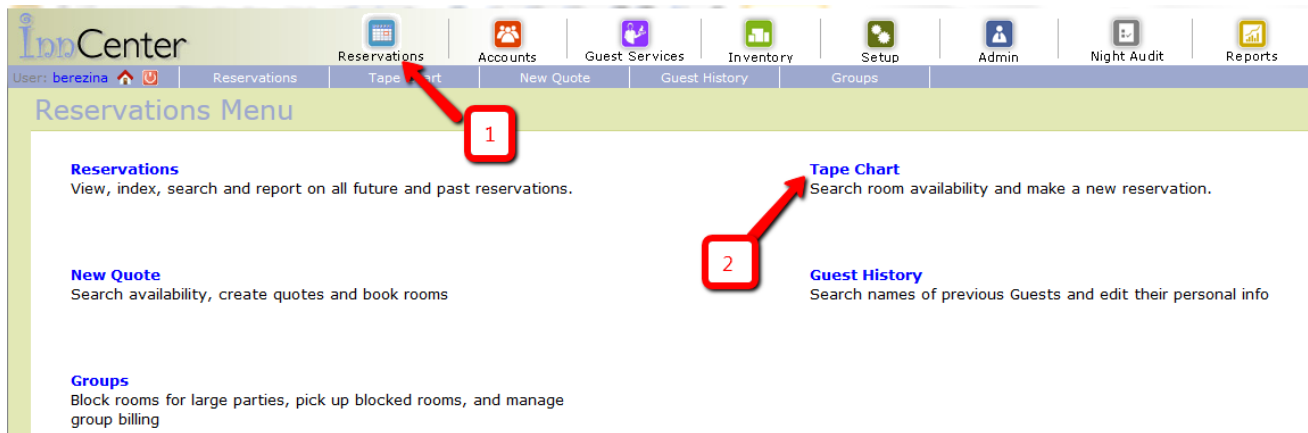 InnCenter
Reservations Accounts Guest Services Inventory Setup Admin Night Audit Reports
User: berezina Reservations Tape Chart New Quote Guest History Groups
Reservations Menu
1
Reservations
View, index, search and report on all future and past reservations.
Tape Chart
Search room availability and make a new reservation.
2
New Quote
Search availability, create quotes and book rooms
Guest History
Search names of previous Guests and edit their personal info
Groups
Block rooms for large parties, pick up blocked rooms, and manage
group billing